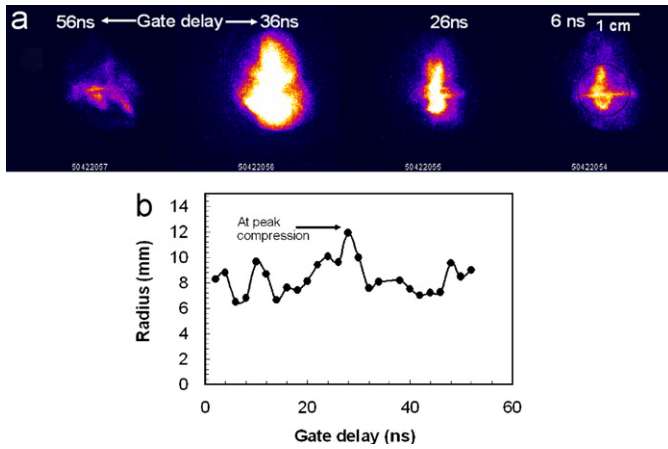 a 56ns Gate delay 36ns 26ns 6 ns 1 cm
50422057 50422056 50422055 50422054
b
At peak
compression
Radius (mm)
14
12
10
8
6
4
2
0
0 20 40 60
Gate delay (ns)